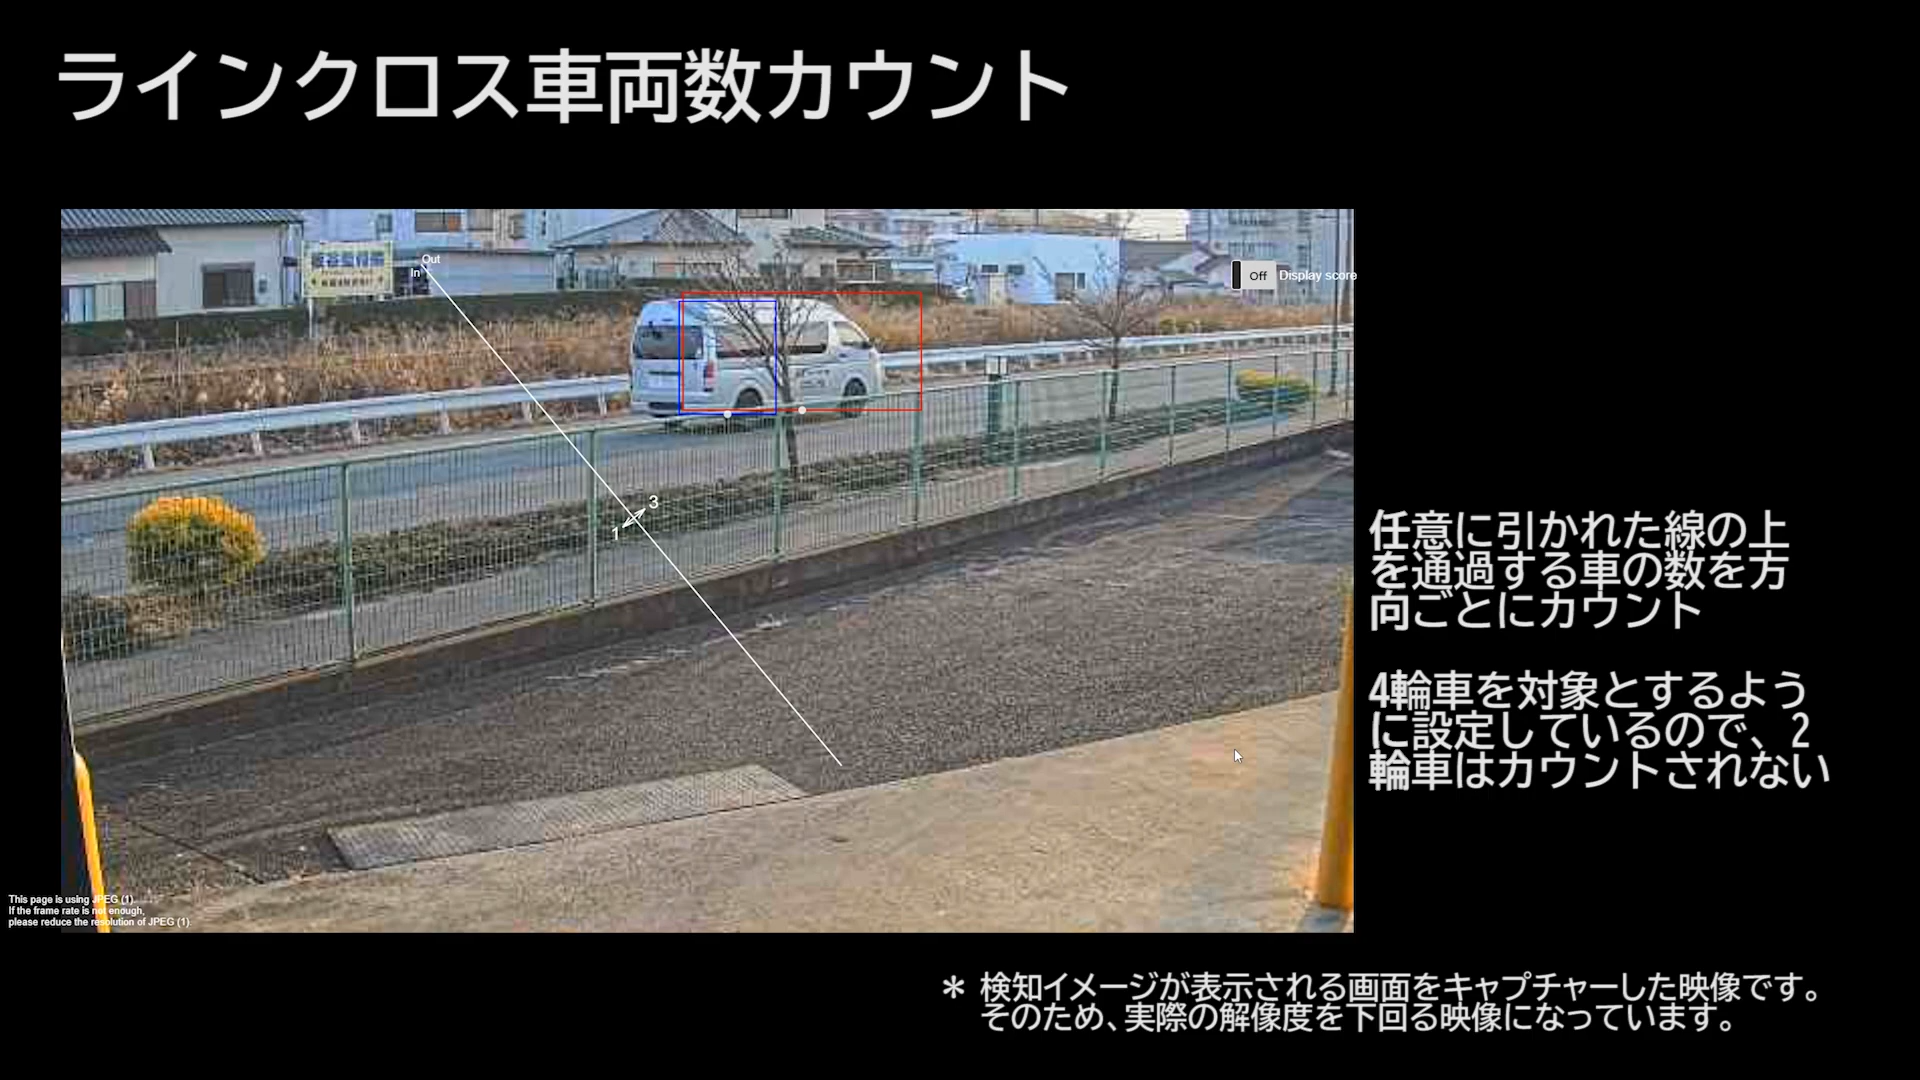 ラインクロス車両数カウント
Out
In
Off Display score
3
1
任意に引かれた線の上
を通過する車の数を方
向ごとにカウント
4輪車を対象とするよう
に設定しているので、2
輪車はカウントされない
This page is using JPEG (1)
If the frame rate is not enough,
please reduce the resolution of JPEG (1).
＊ 検知イメージが表示される画面をキャプチャーした映像です。
そのため、実際の解像度を下回る映像になっています。